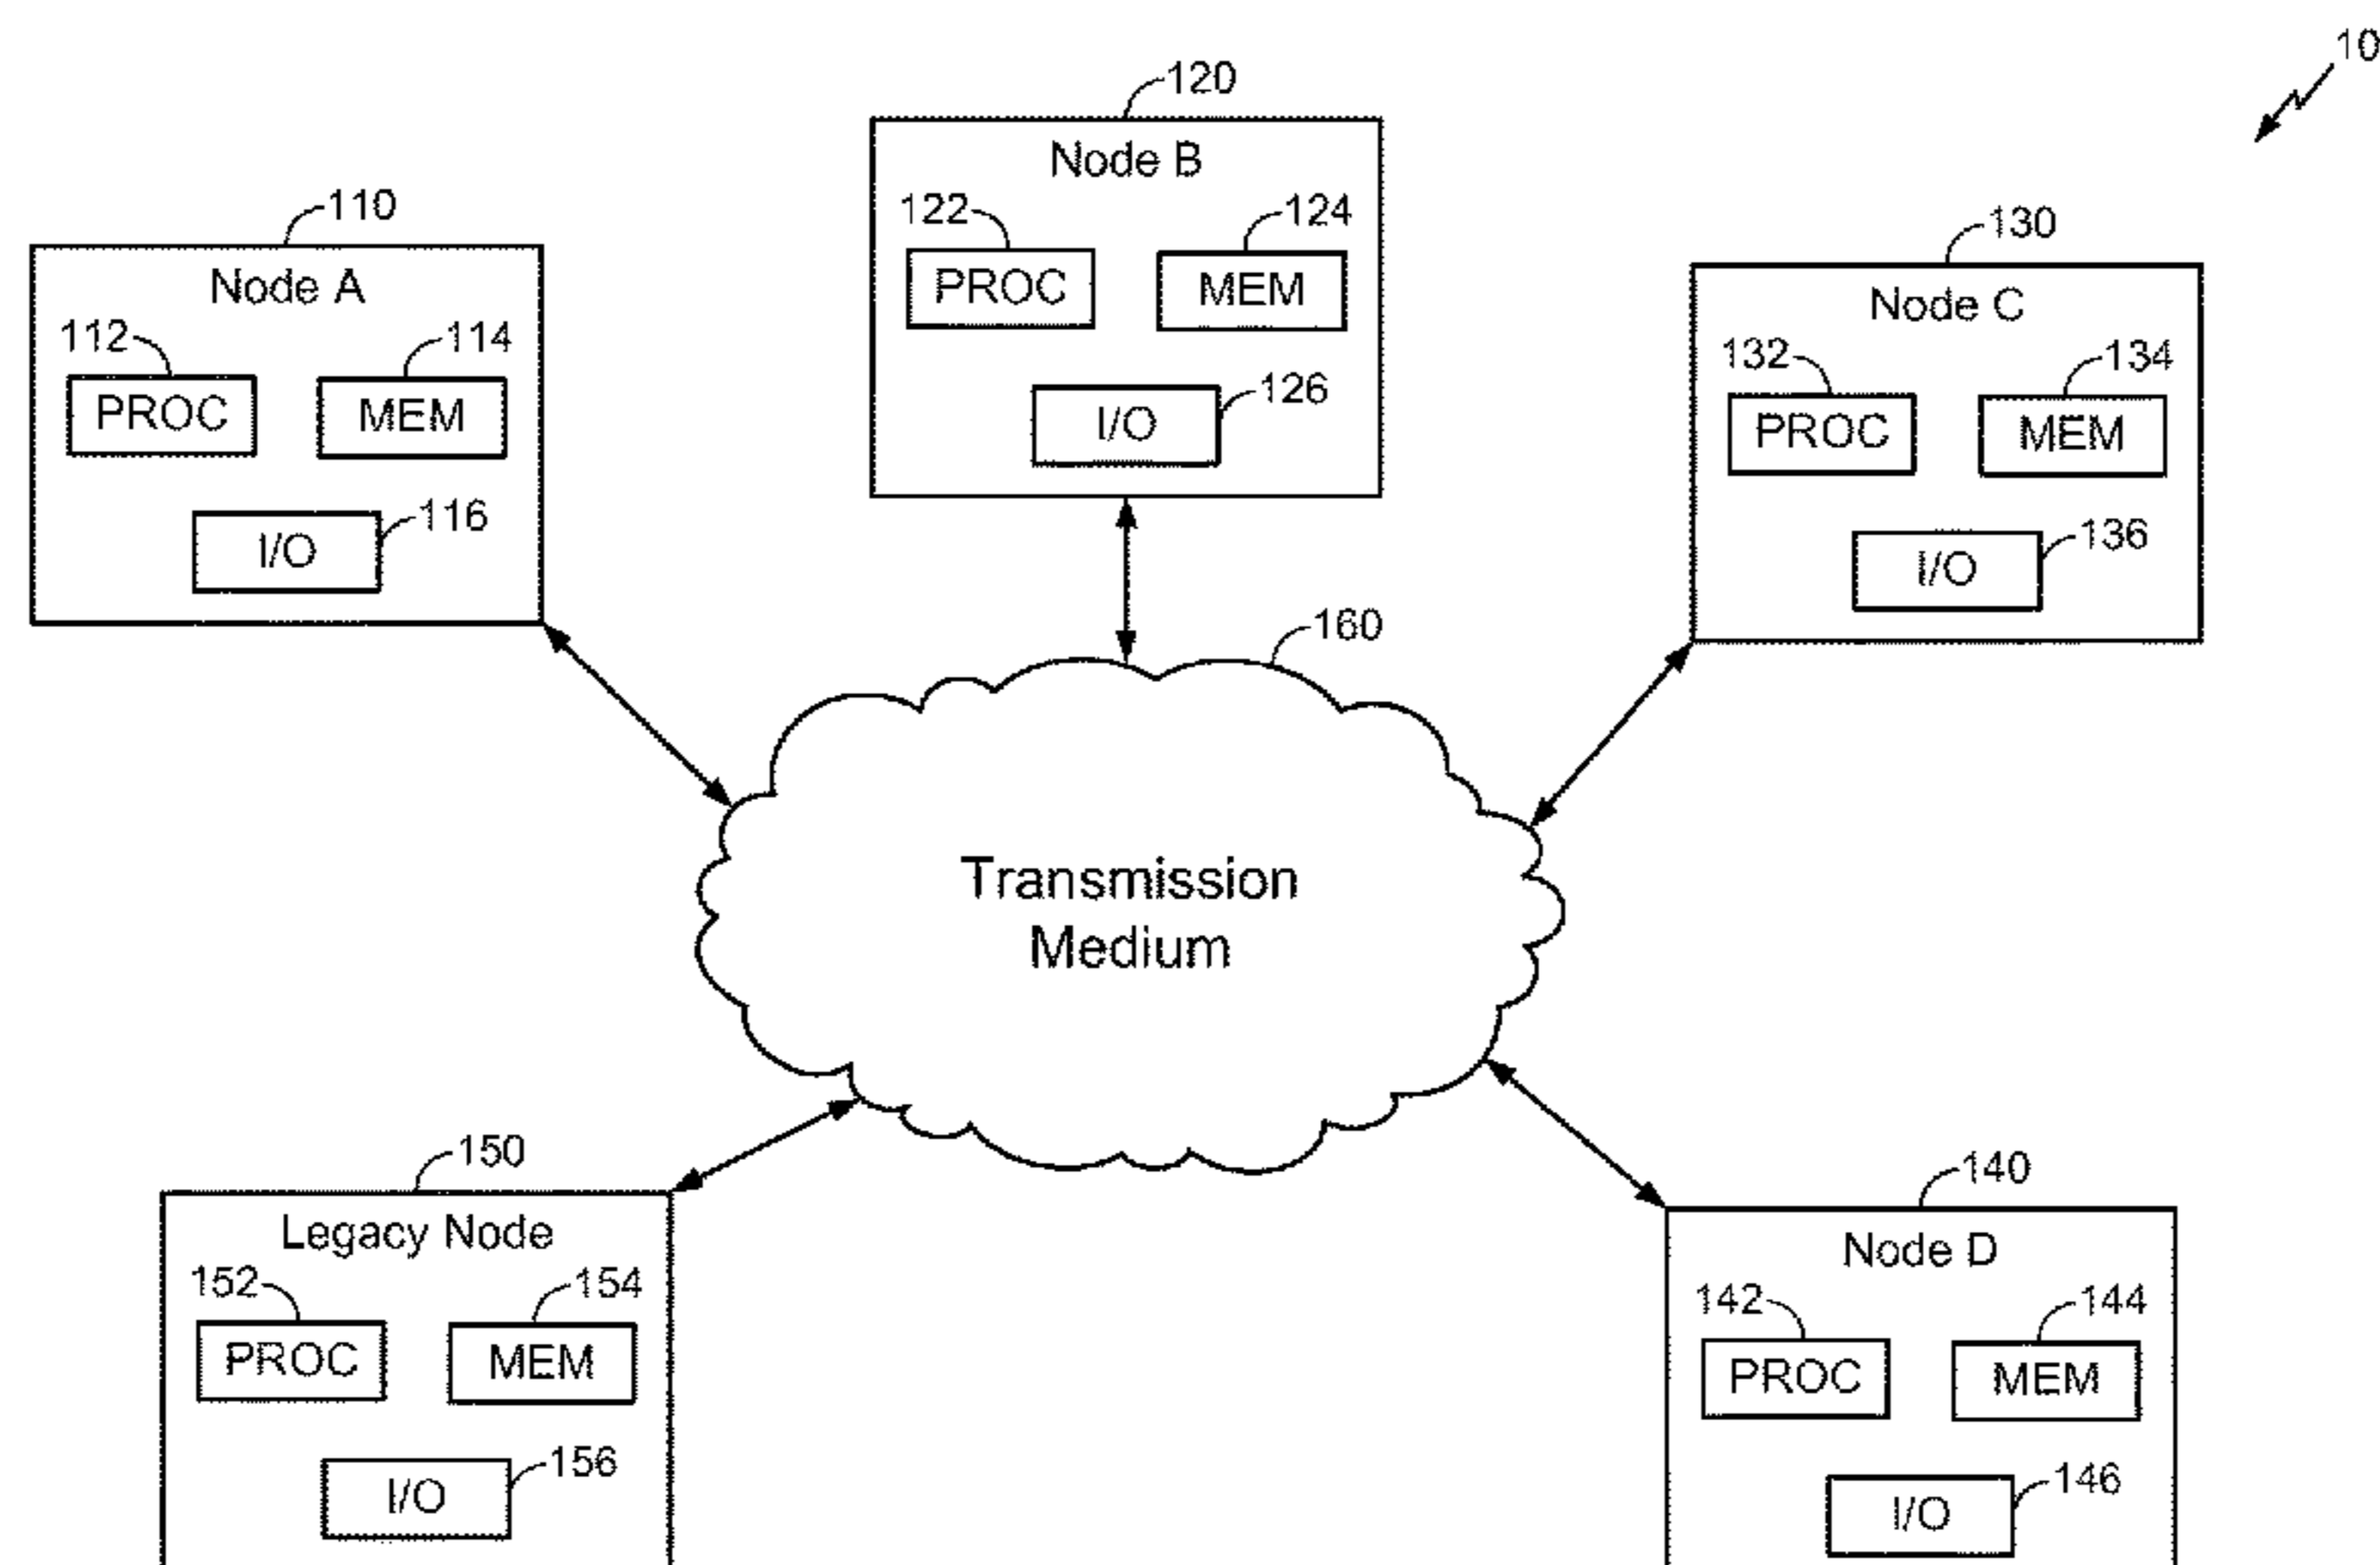 10
120
Node B
122
124
PROC
MEM
126
I/O
110
Node A
112
114
PROC
MEM
116
I/O
130
Node C
132
134
PROC
MEM
136
I/O
160
Transmission
Medium
150
Legacy Node
152
154
PROC
MEM
156
I/O
140
Node D
142
144
PROC
MEM
146
I/O